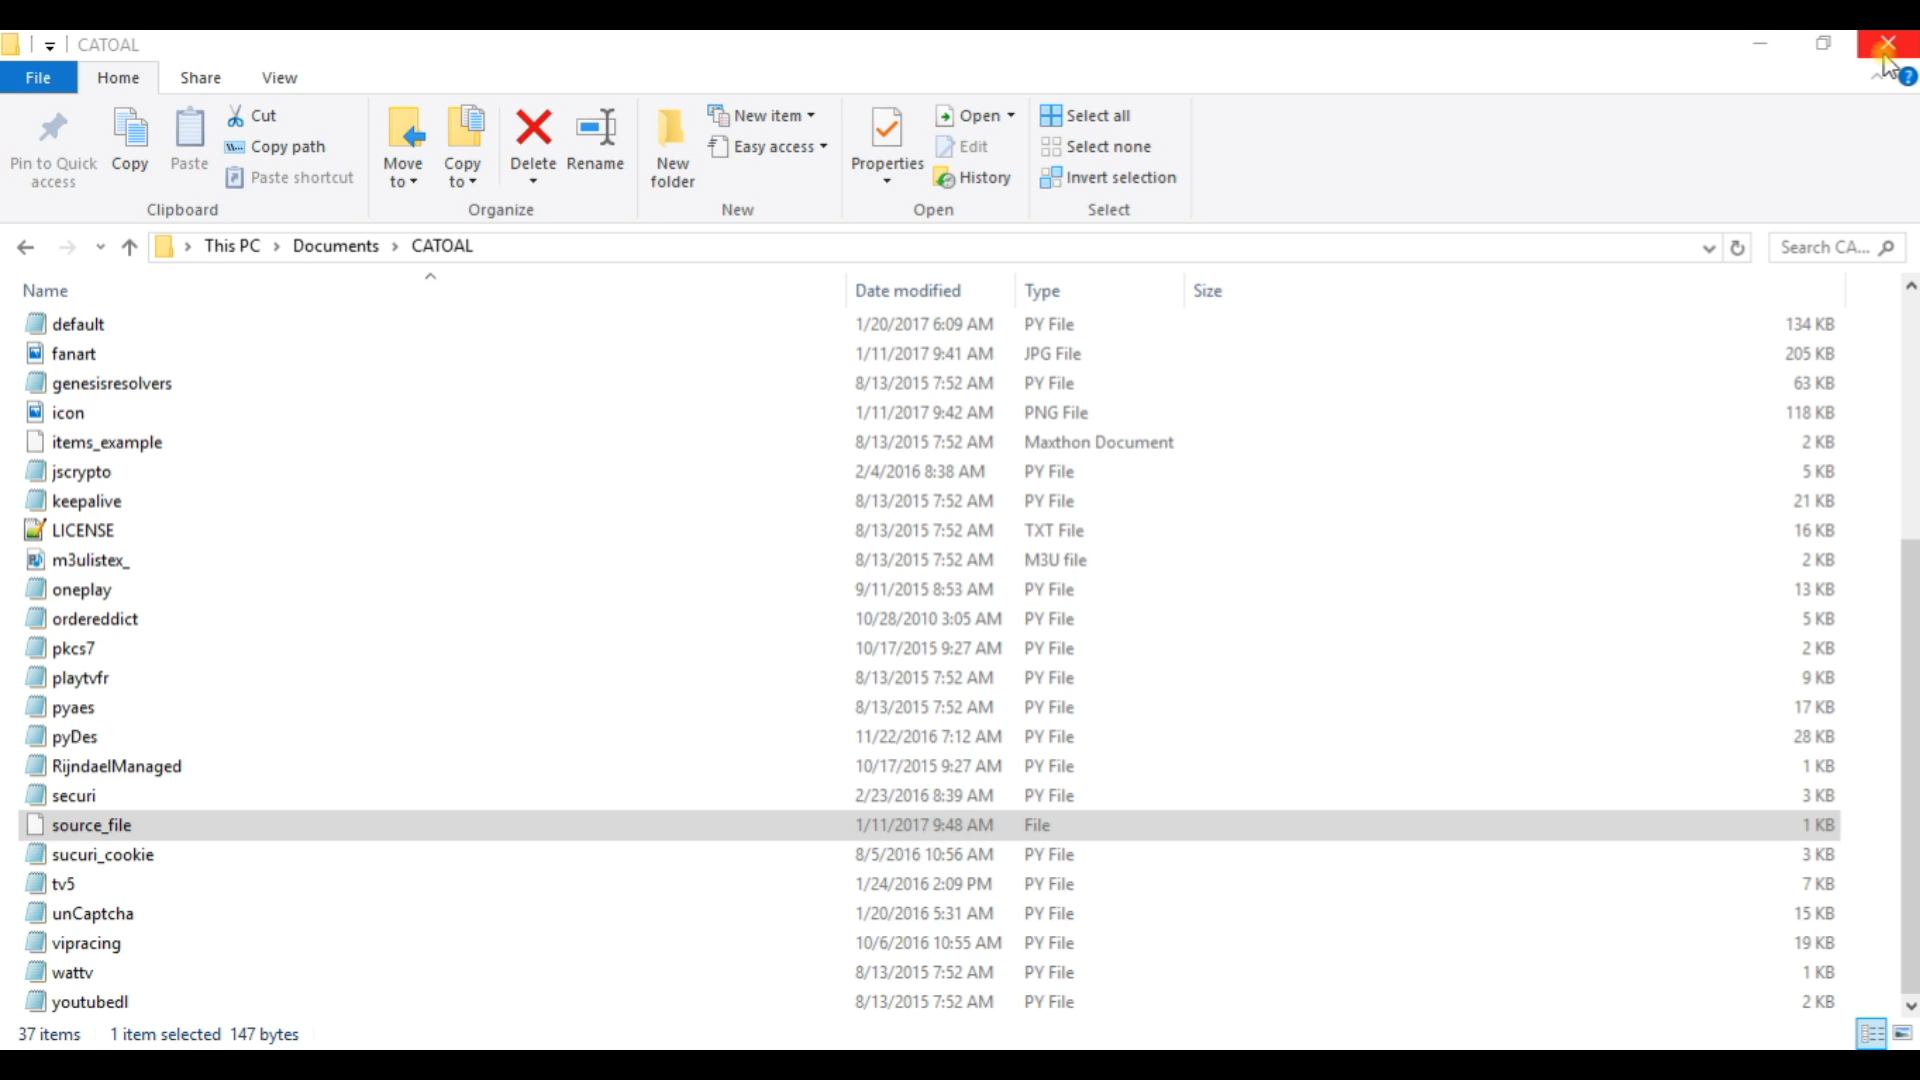 CATOAL
File Home Share View
Pin to Quick access
Copy
Paste
Cut
Copy path
Paste shortcut
Move to
Copy to
Delete
Rename
New folder
New item
Easy access
Properties
Open
Edit
History
Select all
Select none
Invert selection
Clipboard Organize New Open Select
This PC > Documents > CATOAL
Search CA...
Name Date modified Type Size
default 1/20/2017 6:09 AM PY File 134 KB
fanart 1/11/2017 9:41 AM JPG File 205 KB
genesisresolvers 8/13/2015 7:52 AM PY File 63 KB
icon 1/11/2017 9:42 AM PNG File 118 KB
items_example 8/13/2015 7:52 AM Maxthon Document 2 KB
jscrypto 2/4/2016 8:38 AM PY File 5 KB
keepalive 8/13/2015 7:52 AM PY File 21 KB
LICENSE 8/13/2015 7:52 AM TXT File 16 KB
m3ulistex_ 8/13/2015 7:52 AM M3U file 2 KB
oneplay 9/11/2015 8:53 AM PY File 13 KB
ordereddict 10/28/2010 3:05 AM PY File 5 KB
pkcs7 10/17/2015 9:27 AM PY File 2 KB
playtvfr 8/13/2015 7:52 AM PY File 9 KB
pyaes 8/13/2015 7:52 AM PY File 17 KB
pyDes 11/22/2016 7:12 AM PY File 28 KB
RijndaelManaged 10/17/2015 9:27 AM PY File 1 KB
securi 2/23/2016 8:39 AM PY File 3 KB
source_file 1/11/2017 9:48 AM File 1 KB
sucuri_cookie 8/5/2016 10:56 AM PY File 3 KB
tv5 1/24/2016 2:09 PM PY File 7 KB
unCaptcha 1/20/2016 5:31 AM PY File 15 KB
vipracing 10/6/2016 10:55 AM PY File 19 KB
wattv 8/13/2015 7:52 AM PY File 1 KB
youtubedl 8/13/2015 7:52 AM PY File 2 KB
37 items 1 item selected 147 bytes